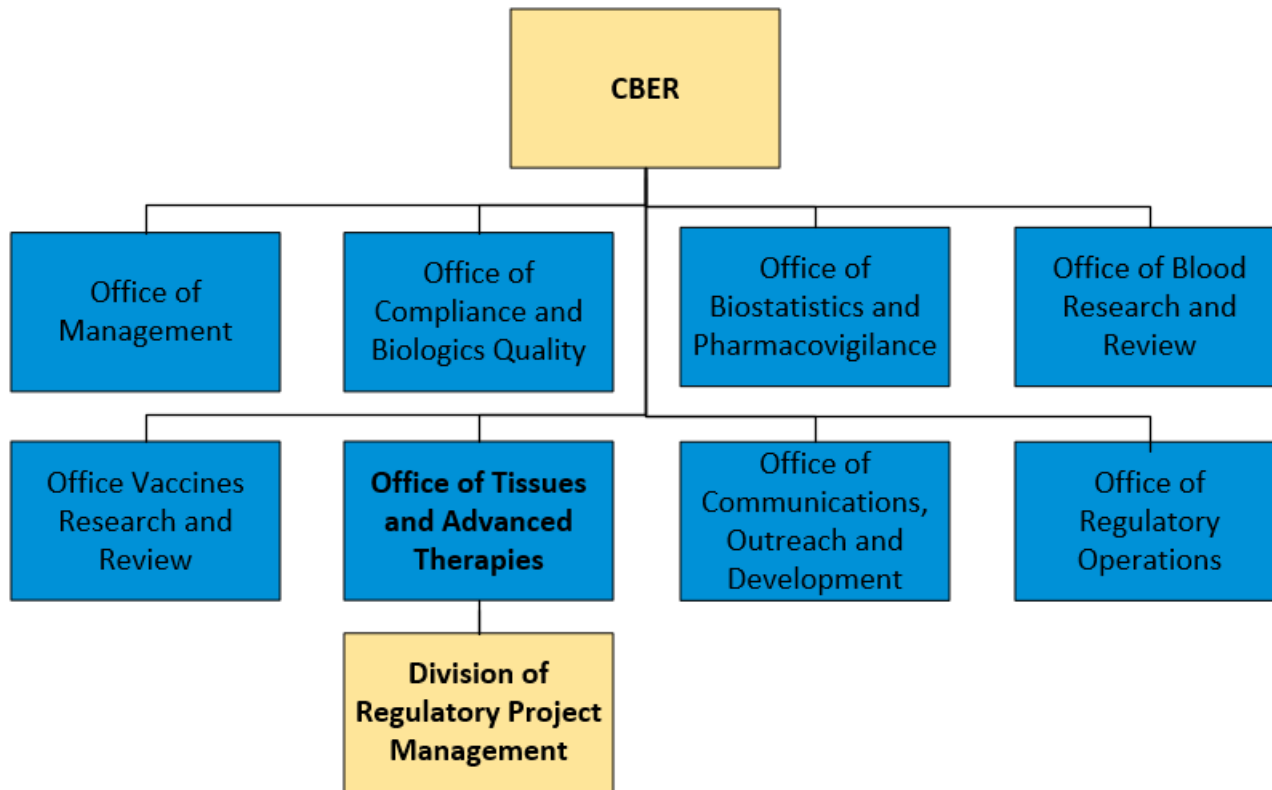 CBER
Office of
Management
Office of
Compliance and
Biologics Quality
Office of
Biostatistics and
Pharmacovigilance
Office of Blood
Research and
Review
Office Vaccines
Research and
Review
Office of Tissues
and Advanced
Therapies
Office of
Communications,
Outreach and
Development
Office of
Regulatory
Operations
Division of
Regulatory Project
Management